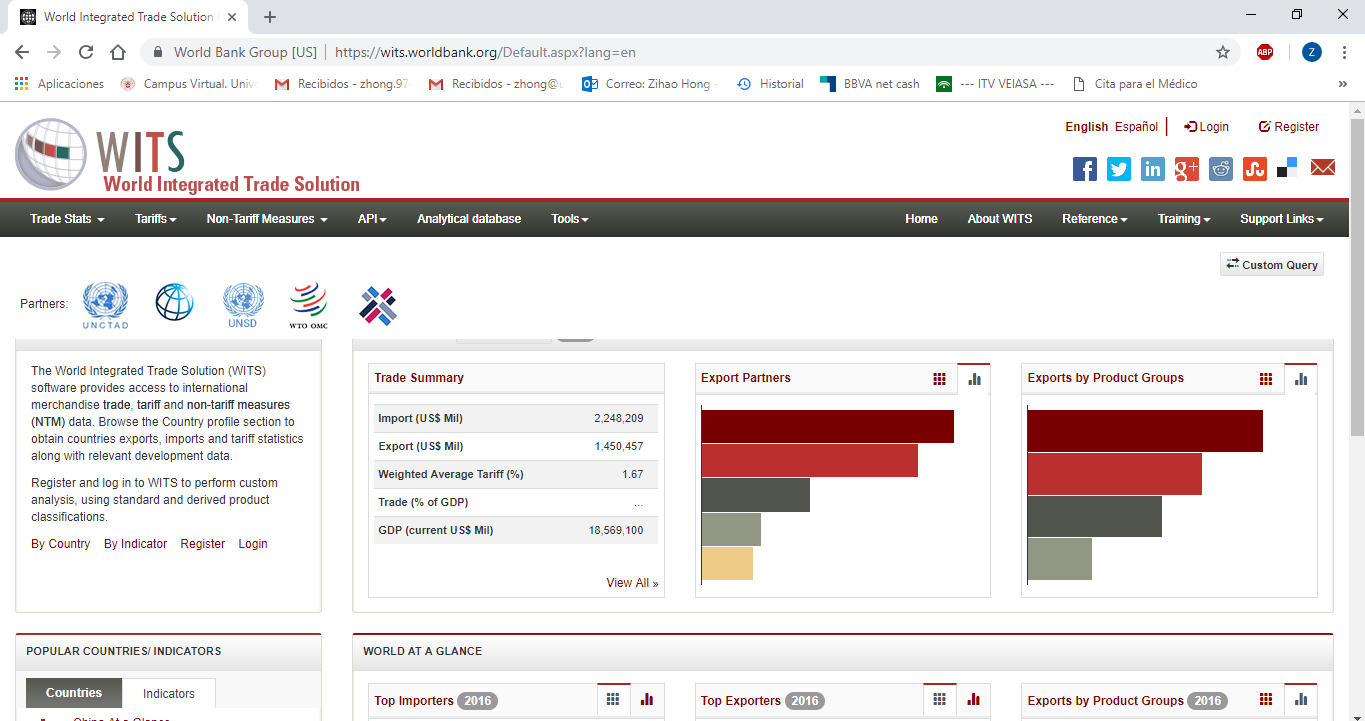 World Integrated Trade Solution
World Bank Group [US] | https://wits.worldbank.org/Default.aspx?lang=en
ABP
Z
Aplicaciones
Campus Virtual. Univ
Recibidos - zhong.97
Recibidos - zhong@u
Correo: Zihao Hong -
Historial
BBVA net cash
--- ITV VEIASA ---
Cita para el Médico
»
English Español
Login
Register
WITS
World Integrated Trade Solution
Trade Stats
Tariffs
Non-Tariff Measures
API
Analytical database
Tools
Home
About WITS
Reference
Training
Support Links
Custom Query
Partners:
UNCTAD
UNSD
WTO OMC
The World Integrated Trade Solution (WITS)
software provides access to international
merchandise trade, tariff and non-tariff measures
(NTM) data. Browse the Country profile section to
obtain countries exports, imports and tariff statistics
along with relevant development data.
Register and log in to WITS to perform custom
analysis, using standard and derived product
classifications.
By Country By Indicator Register Login
Trade Summary
Import (US$ Mil) 2,248,209
Export (US$ Mil) 1,450,457
Weighted Average Tariff (%) 1.67
Trade (% of GDP) ...
GDP (current US$ Mil) 18,569,100
View All »
Export Partners
Exports by Product Groups
POPULAR COUNTRIES/ INDICATORS
Countries
Indicators
WORLD AT A GLANCE
Top Importers 2016
Top Exporters 2016
Exports by Product Groups 2016